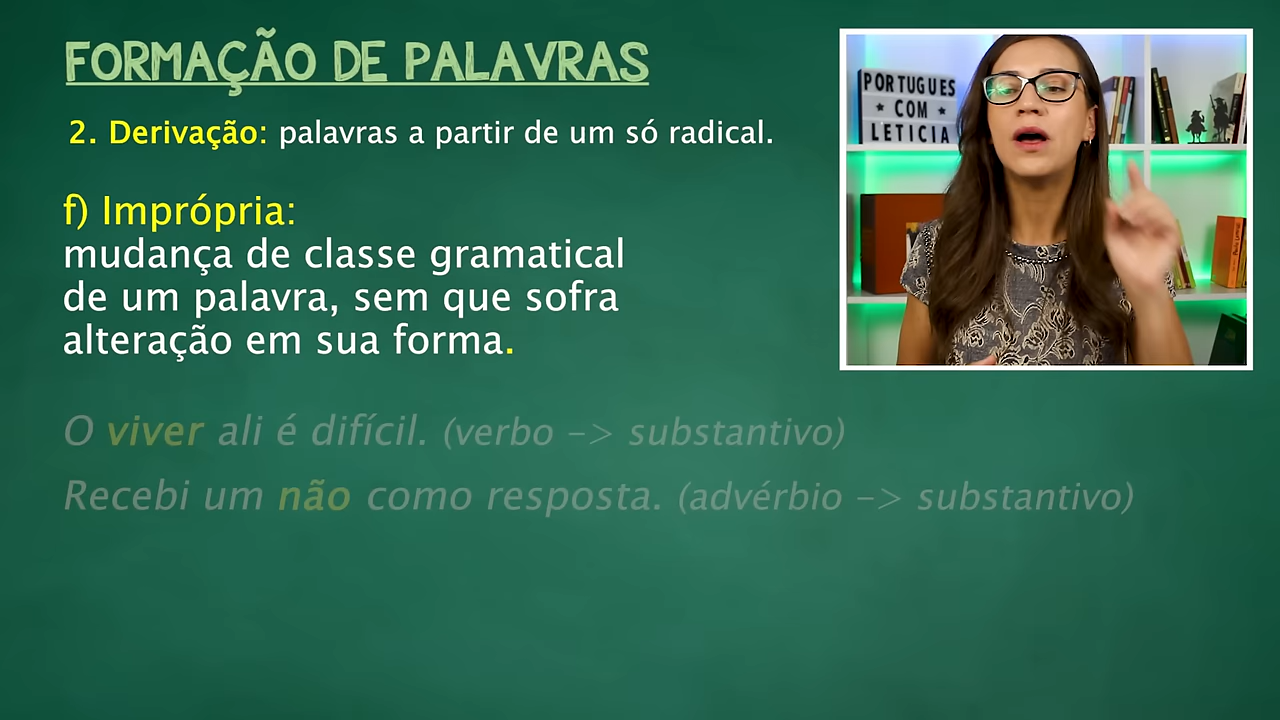 FORMAÇÃO DE PALAVRAS
2. Derivação: palavras a partir de um só radical.
f) Imprópria:
mudança de classe gramatical
de um palavra, sem que sofra
alteração em sua forma.
O viver ali é difícil. (verbo -> substantivo)
Recebi um não como resposta. (advérbio -> substantivo)
PORTUGUES
★ COM ★
LETICIA